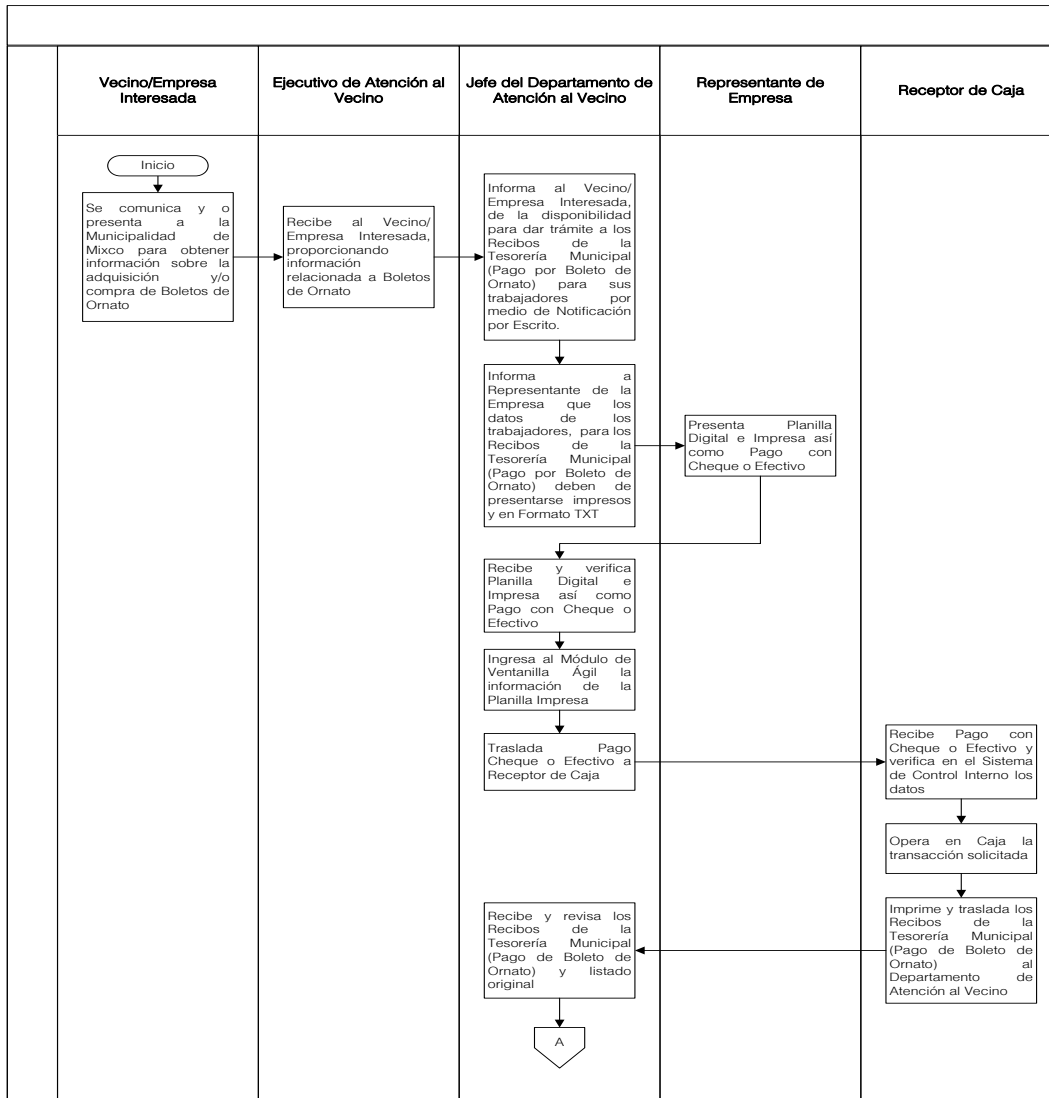 Vecino/Empresa
Interesada
Ejecutivo de Atención al
Vecino
Jefe del Departamento de
Atención al Vecino
Representante de
Empresa
Receptor de Caja
Inicio
Se comunica y o
presenta a la
Municipalidad de
Mixco para obtener
información sobre la
adquisición y/o
compra de Boletos de
Ornato
Recibe al Vecino/
Empresa Interesada,
proporcionando
información
relacionada a Boletos
de Ornato
Informa al Vecino/
Empresa Interesada,
de la disponibilidad
para dar trámite a los
Recibos de la
Tesorería Municipal
(Pago por Boleto de
Ornato) para sus
trabajadores por
medio de Notificación
por Escrito.
Informa a
Representante de la
Empresa que los
datos de los
trabajadores, para los
Recibos de la
Tesorería Municipal
(Pago por Boleto de
Ornato) deben de
presentarse impresos
y en Formato TXT
Presenta Planilla
Digital e Impresa así
como Pago con
Cheque o Efectivo
Recibe y verifica
Planilla Digital e
Impresa así como
Pago con Cheque o
Efectivo
Ingresa al Módulo de
Ventanilla Ágil la
información de la
Planilla Impresa
Traslada Pago
Cheque o Efectivo a
Receptor de Caja
Recibe Pago con
Cheque o Efectivo y
verifica en el Sistema
de Control Interno los
datos
Opera en Caja la
transacción solicitada
Imprime y traslada los
Recibos de la
Tesorería Municipal
(Pago de Boleto de
Ornato) al
Departamento de
Atención al Vecino
Recibe y revisa los
Recibos de la
Tesorería Municipal
(Pago de Boleto de
Ornato) y listado
original
A